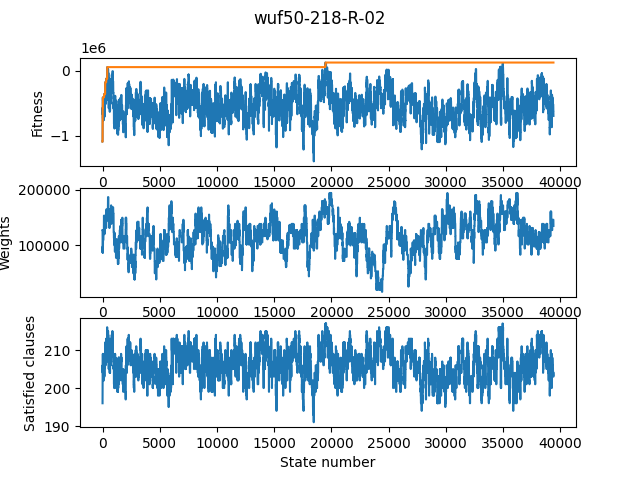 wuf50-218-R-02
1e6
Fitness
0
−1
0 5000 10000 15000 20000 25000 30000 35000 40000
Weights
200000
100000
0 5000 10000 15000 20000 25000 30000 35000 40000
Satisfied clauses
210
200
190
0 5000 10000 15000 20000 25000 30000 35000 40000
State number